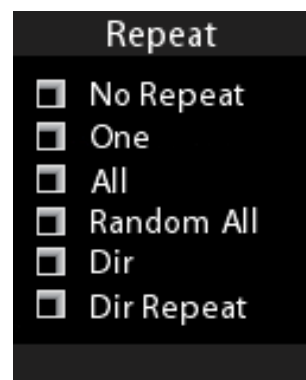 Repeat
No Repeat
One
All
Random All
Dir
Dir Repeat